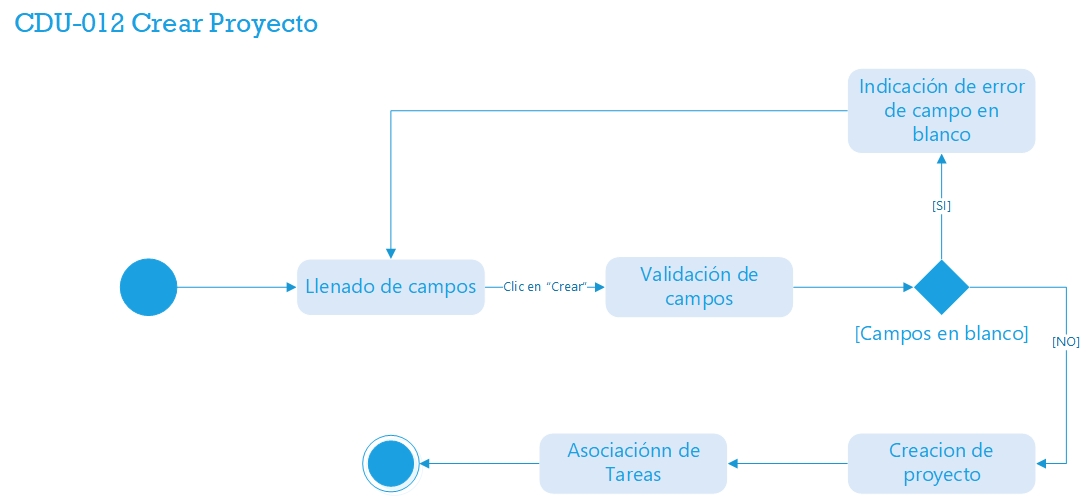 CDU-012 Crear Proyecto
Indicación de error
de campo en
blanco
[SI]
Llenado de campos
Clic en "Crear"
Validación de
campos
[Campos en blanco]
[NO]
Asociaciónn de
Tareas
Creacion de
proyecto